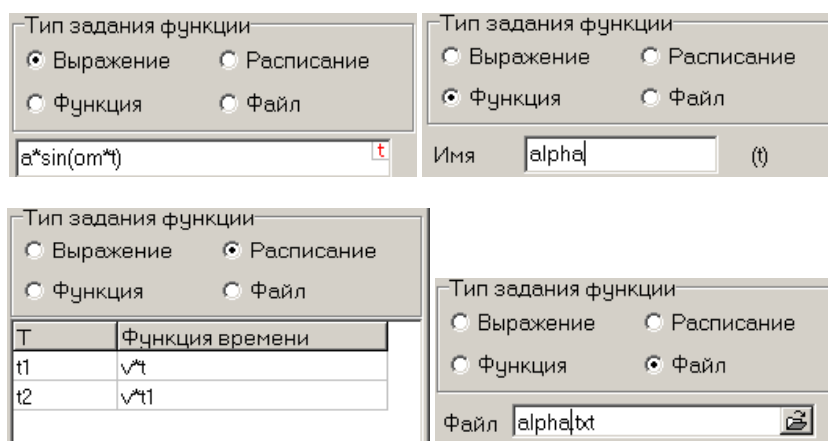 Тип задания функции
Выражение Расписание
Функция Файл
a*sin(om*t) t
Тип задания функции
Выражение Расписание
Функция Файл
Имя alpha (t)
Тип задания функции
Выражение Расписание
Функция Файл
T Функция времени
t1 v*t
t2 v*t1
Тип задания функции
Выражение Расписание
Функция Файл
Файл alpha.txt